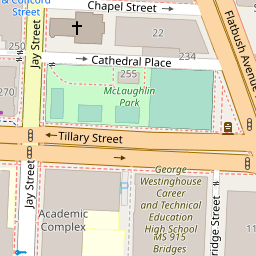 & Concord
Street
Jay Street
Chapel Street
22
Flatbush Avenue
234
Cathedral Place
255
McLaughlin
Park
250
270
Tillary Street
Jay Street
George
Westinghouse
Career
and Technical
Education
High School
MS 915
Bridges
Academic
Complex
ridge Street